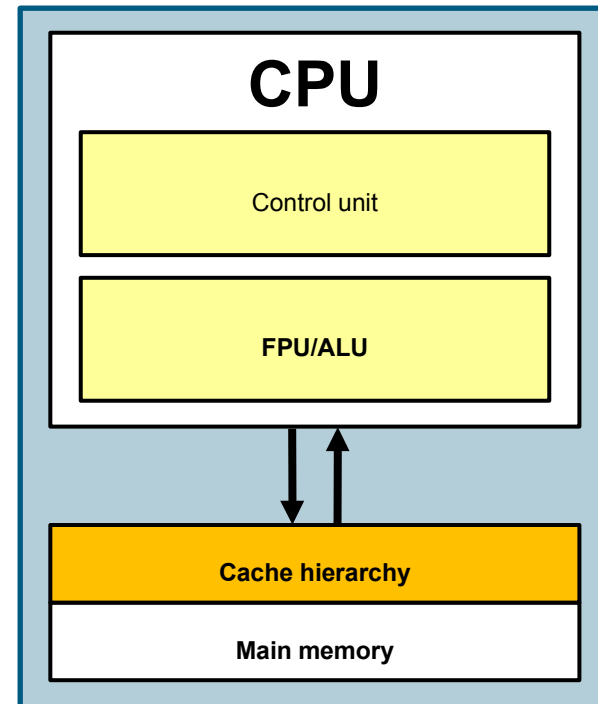 CPU
Control unit
FPU/ALU
Cache hierarchy
Main memory